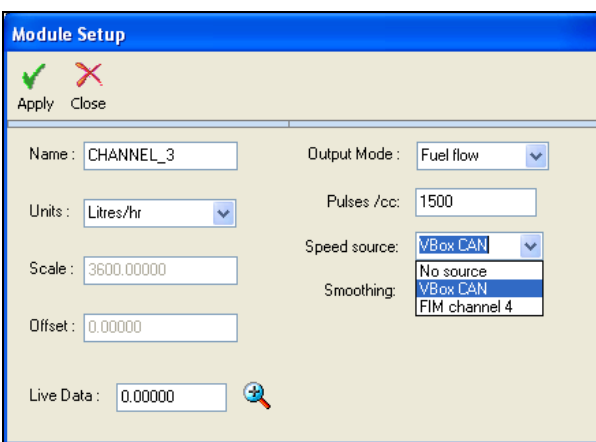 Module Setup
Apply Close
Name : CHANNEL_3
Output Mode : Fuel flow
Units : Litres/hr
Pulses /cc: 1500
Speed source: VBox CAN
No source
VBox CAN
FIM channel 4
Scale : 3600.00000
Smoothing:
Offset : 0.00000
Live Data : 0.00000